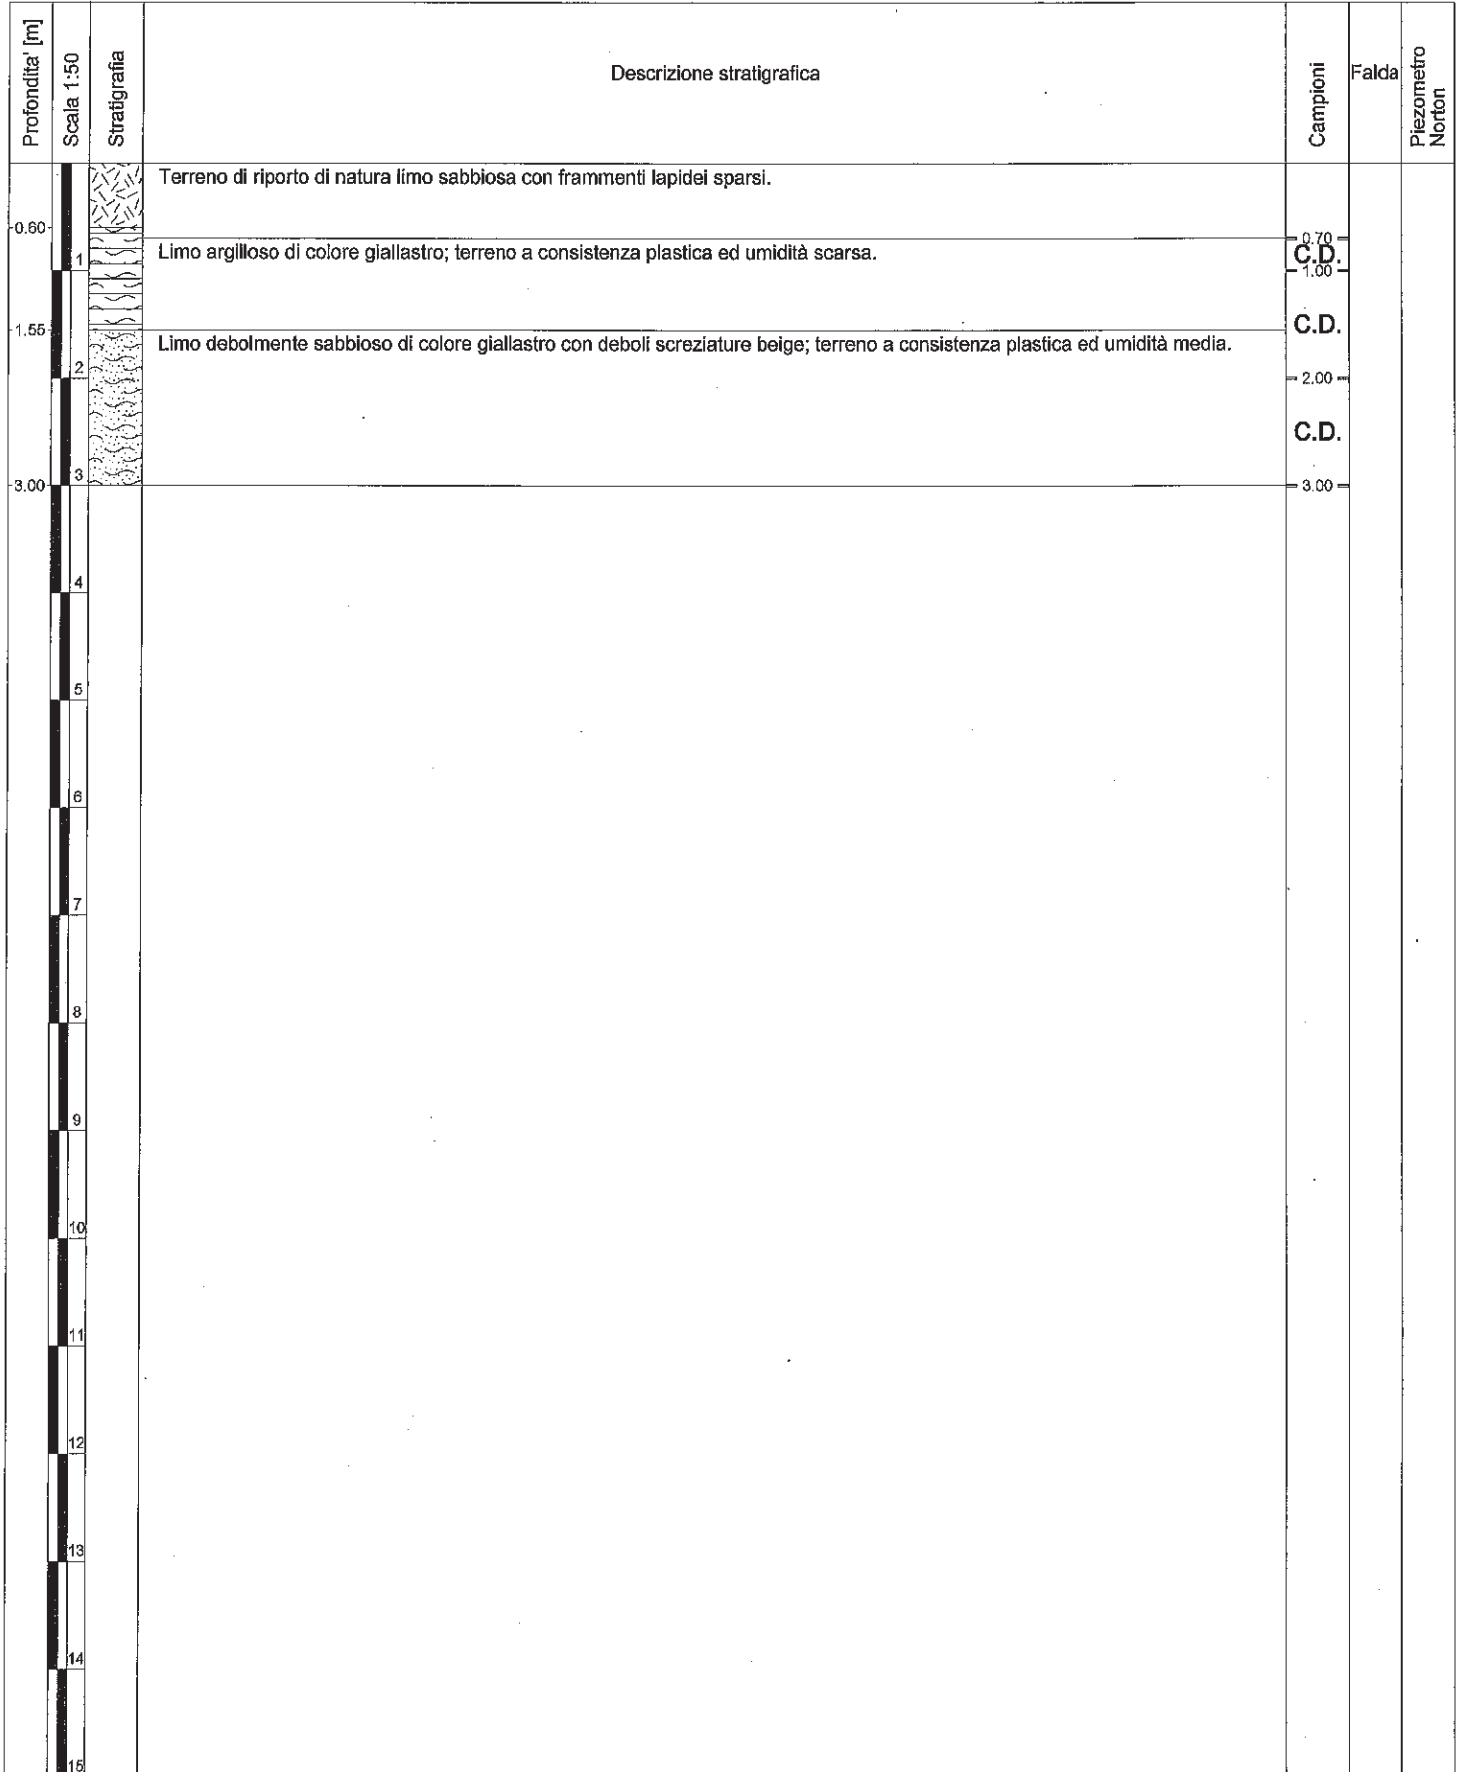 Profondita' [m]
Scala 1:50
Stratigrafia
Descrizione stratigrafica
Campioni
Falda
Piezometro
Norton
Terreno di riporto di natura limo sabbiosa con frammenti lapidei sparsi.
0.60
0.70
Limo argilloso di colore giallastro; terreno a consistenza plastica ed umidità scarsa.
C.D.
1
1.00
C.D.
1.55
Limo debolmente sabbioso di colore giallastro con deboli screziature beige; terreno a consistenza plastica ed umidità media.
2
2.00
C.D.
3
3.00
3.00
4
5
6
7
8
9
10
11
12
13
14
15